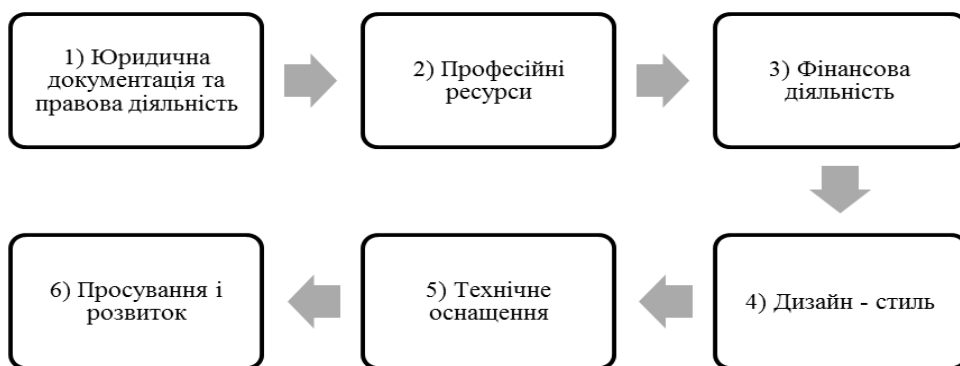 1) Юридична
документація та
правова діяльність
2) Професійні
ресурси
3) Фінансова
діяльність
4) Дизайн - стиль
5) Технічне
оснащення
6) Просування і
розвиток